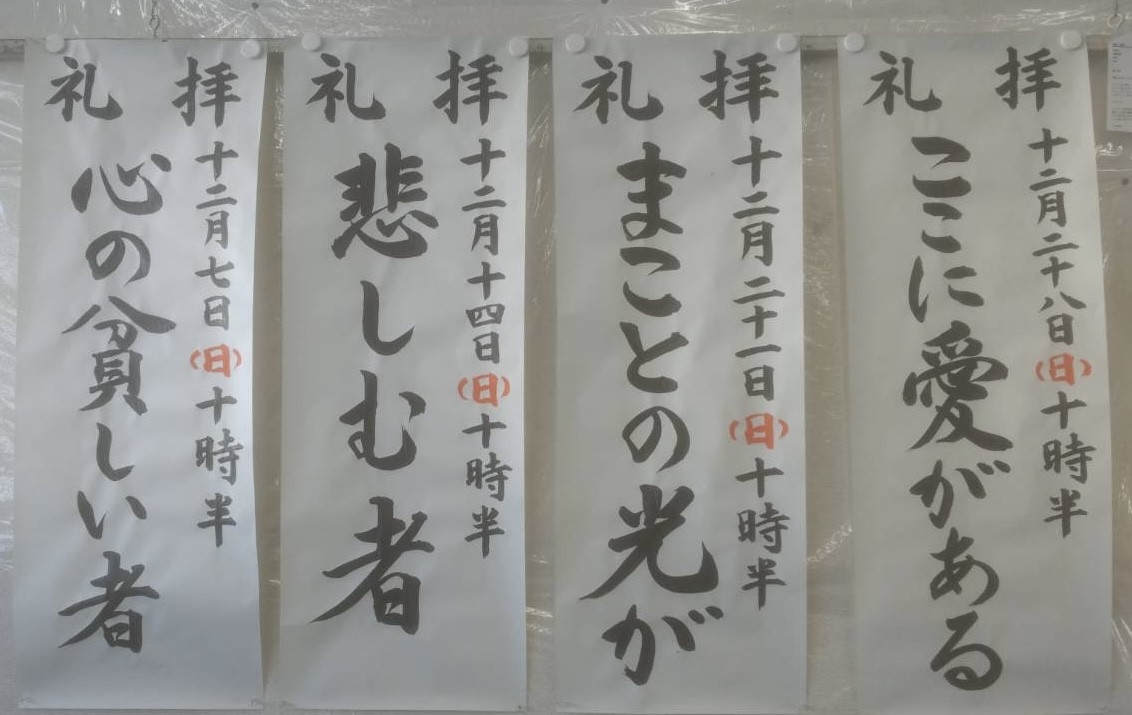 拝礼
十二月七日(日)十時半
心の貧しい者
拝礼
十二月十四日(日)十時半
悲しむ者
拝礼
十二月二十一日(日)十時半
まことの光が
拝礼
十二月二十八日(日)十時半
ここに愛がある